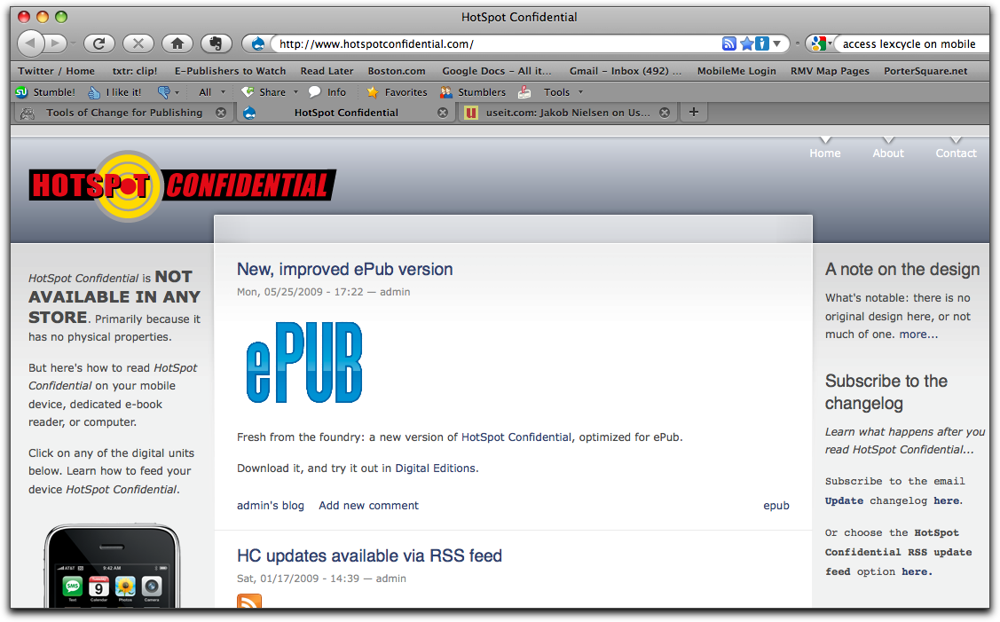 HotSpot Confidential
http://www.hotspotconfidential.com/
access lexcycle on mobile
Twitter / Home txtr: clip! E-Publishers to Watch Read Later Boston.com Google Docs - All it... Gmail - Inbox (492) ... MobileMe Login RMV Map Pages PorterSquare.net
Stumble! I like it! All Share Info Favorites Stumblers Tools
Tools of Change for Publishing HotSpot Confidential useit.com: Jakob Nielsen on Us...
Home About Contact
HOTSPOT CONFIDENTIAL
HotSpot Confidential is NOT
AVAILABLE IN ANY
STORE. Primarily because it
has no physical properties.
But here's how to read HotSpot
Confidential on your mobile
device, dedicated e-book
reader, or computer.
Click on any of the digital units
below. Learn how to feed your
device HotSpot Confidential.
AT&T 9:42 AM
SMS 9
Text Calendar Photos Camera
New, improved ePub version
Mon, 05/25/2009 - 17:22 — admin
ePUB
Fresh from the foundry: a new version of HotSpot Confidential, optimized for ePub.
Download it, and try it out in Digital Editions.
admin's blog Add new comment epub
HC updates available via RSS feed
Sat, 01/17/2009 - 14:39 — admin
A note on the design
What's notable: there is no
original design here, or not
much of one. more...
Subscribe to the
changelog
Learn what happens after you
read HotSpot Confidential...
Subscribe to the email
Update changelog here.
Or choose the HotSpot
Confidential RSS update
feed option here.